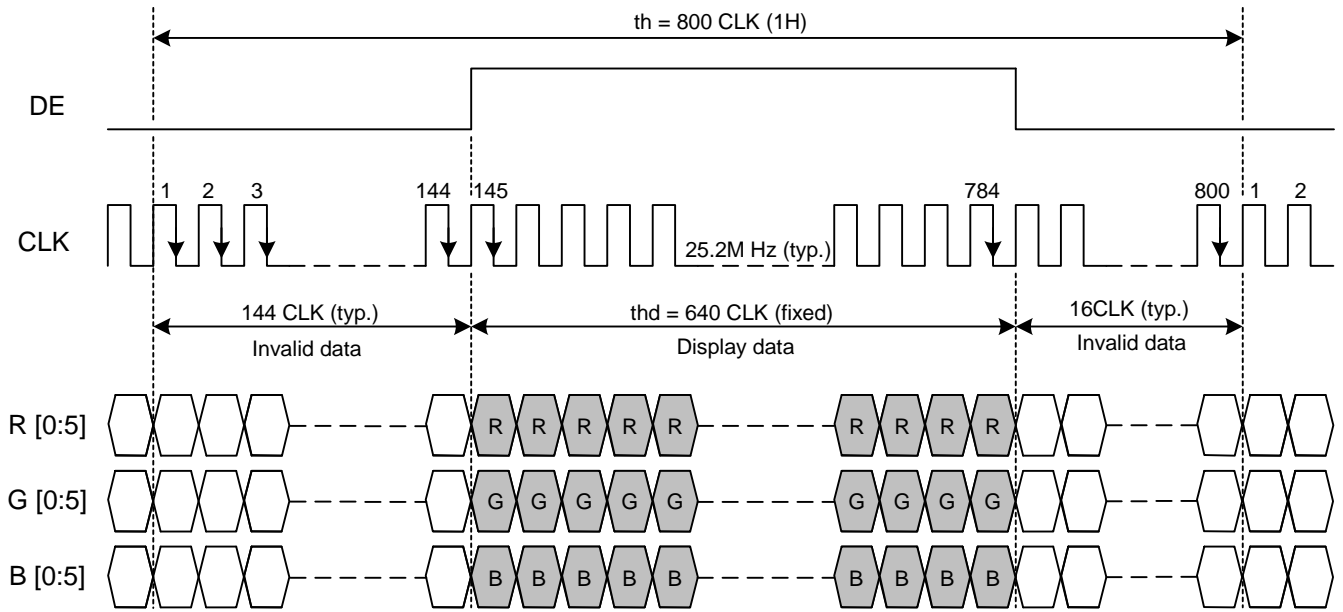 th = 800 CLK (1H)
DE
1 2 3 144 145 784 800 1 2
CLK
25.2M Hz (typ.)
144 CLK (typ.) thd = 640 CLK (fixed) 16CLK (typ.)
Invalid data Display data Invalid data
R [0:5] R R R R R R R R R
G [0:5] G G G G G G G G G
B [0:5] B B B B B B B B B